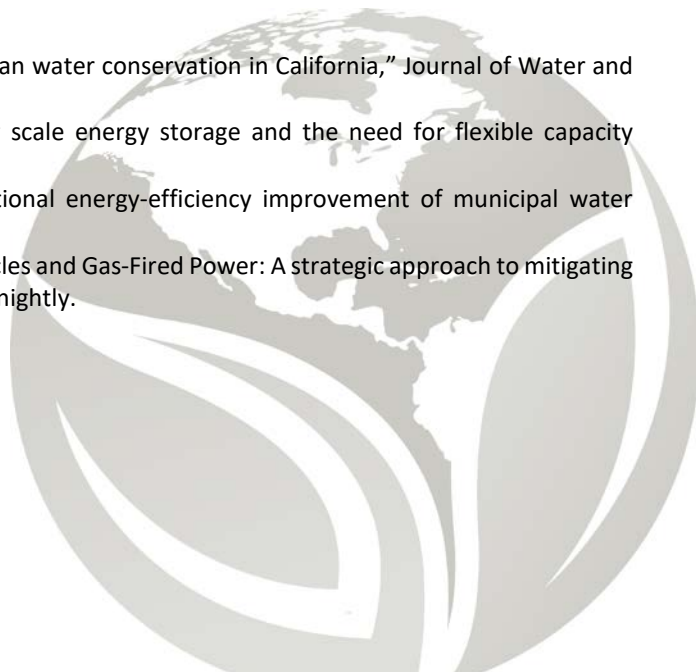 an water conservation in California,” Journal of Water and
scale energy storage and the need for flexible capacity
tional energy-efficiency improvement of municipal water
cles and Gas-Fired Power: A strategic approach to mitigating
nightly.